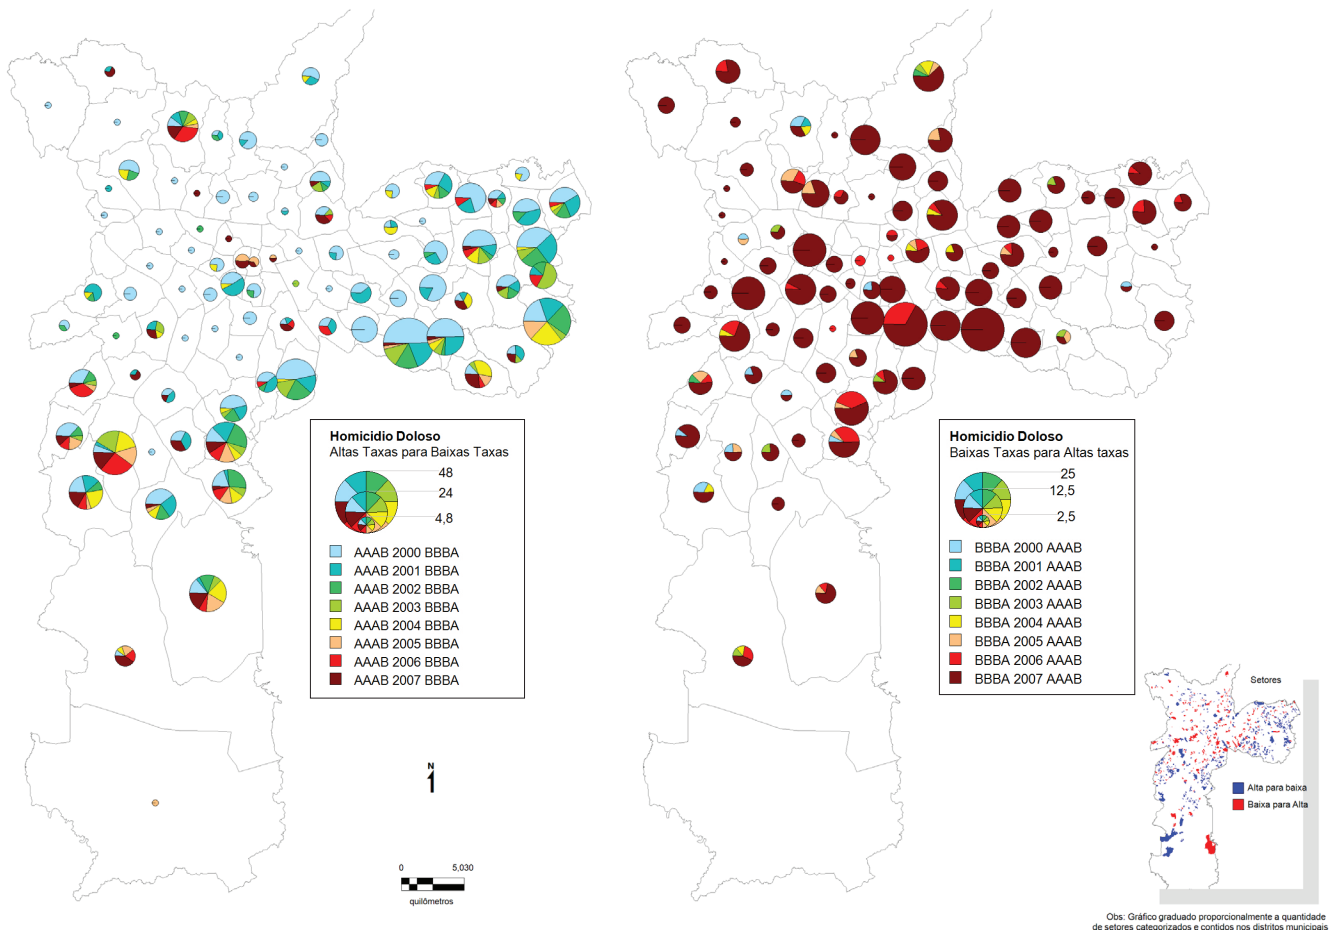 Homicidio Doloso
Altas Taxas para Baixas Taxas
48
24
4,8
AAAB 2000 BBBA
AAAB 2001 BBBA
AAAB 2002 BBBA
AAAB 2003 BBBA
AAAB 2004 BBBA
AAAB 2005 BBBA
AAAB 2006 BBBA
AAAB 2007 BBBA
N
0 5,030
quilômetros
Homicidio Doloso
Baixas Taxas para Altas taxas
25
12,5
2,5
BBBA 2000 AAAB
BBBA 2001 AAAB
BBBA 2002 AAAB
BBBA 2003 AAAB
BBBA 2004 AAAB
BBBA 2005 AAAB
BBBA 2006 AAAB
BBBA 2007 AAAB
Setores
Alta para baixa
Baixa para Alta
Obs: Gráfico graduado proporcionalmente a quantidade
de setores categorizados e contidos nos distritos municipais